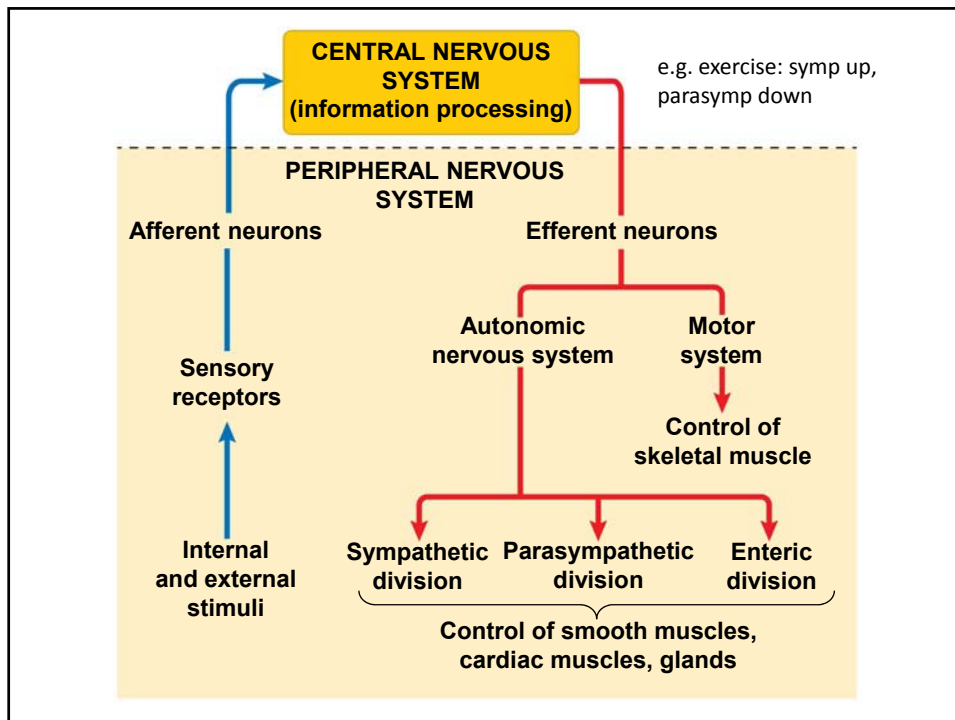 CENTRAL NERVOUS
SYSTEM
(information processing)
e.g. exercise: symp up,
parasymp down
PERIPHERAL NERVOUS
SYSTEM
Afferent neurons
Efferent neurons
Autonomic
nervous system
Motor
system
Sensory
receptors
Control of
skeletal muscle
Internal
and external
stimuli
Sympathetic
division
Parasympathetic
division
Enteric
division
Control of smooth muscles,
cardiac muscles, glands